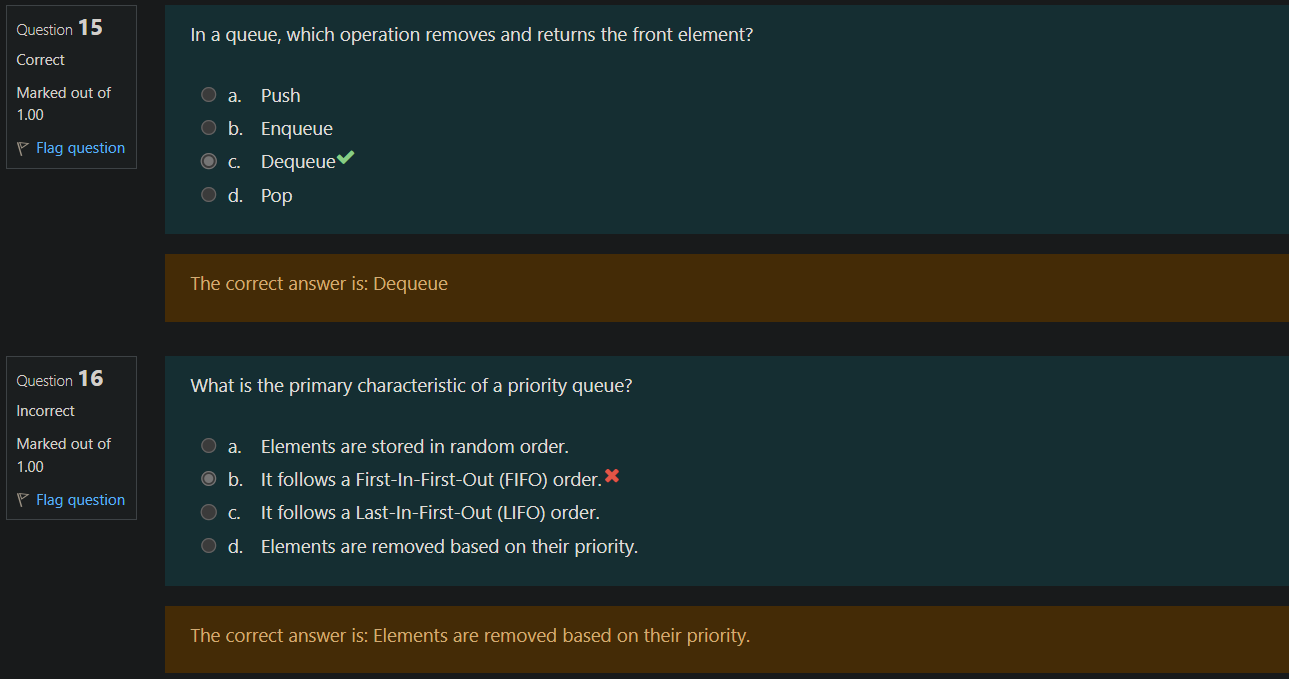 Question 15
Correct
Marked out of
1.00
Flag question
In a queue, which operation removes and returns the front element?
a. Push
b. Enqueue
c. Dequeue
d. Pop
The correct answer is: Dequeue
Question 16
Incorrect
Marked out of
1.00
Flag question
What is the primary characteristic of a priority queue?
a. Elements are stored in random order.
b. It follows a First-In-First-Out (FIFO) order.
c. It follows a Last-In-First-Out (LIFO) order.
d. Elements are removed based on their priority.
The correct answer is: Elements are removed based on their priority.